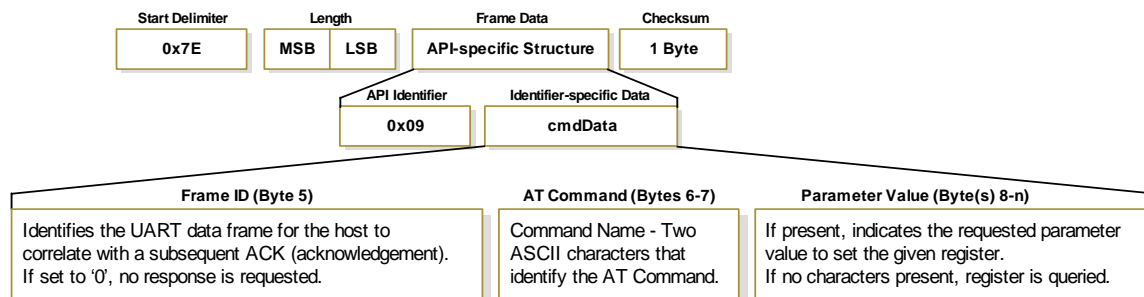 Start Delimiter Length Frame Data Checksum
0x7E MSB LSB API-specific Structure 1 Byte
API Identifier Identifier-specific Data
0x09 cmdData
Frame ID (Byte 5)
Identifies the UART data frame for the host to
correlate with a subsequent ACK (acknowledgement).
If set to ‘0’, no response is requested.
AT Command (Bytes 6-7)
Command Name - Two
ASCII characters that
identify the AT Command.
Parameter Value (Byte(s) 8-n)
If present, indicates the requested parameter
value to set the given register.
If no characters present, register is queried.